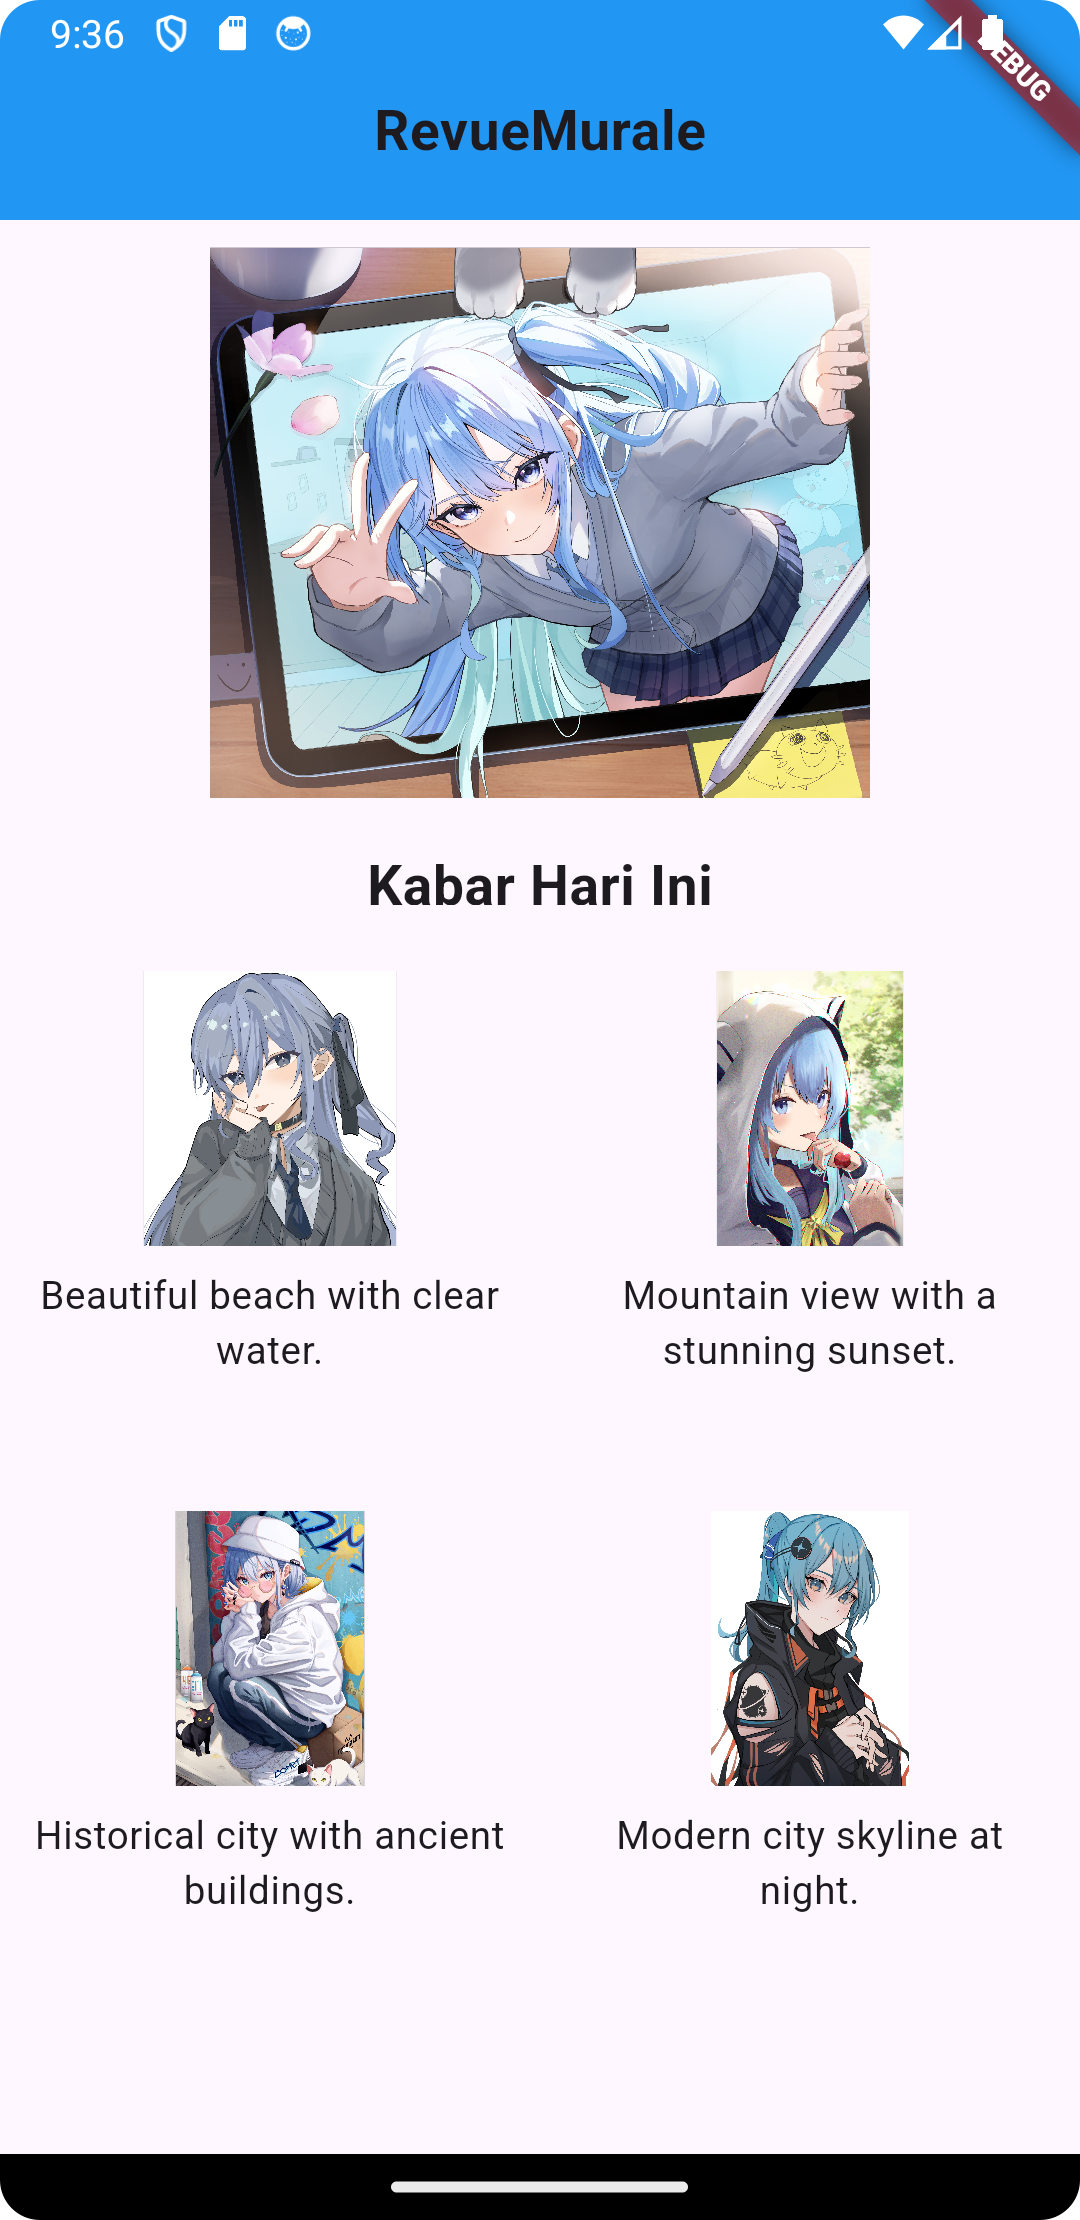 9:36
DEBUG
RevueMurale
Kabar Hari Ini
Beautiful beach with clear
water.
Mountain view with a
stunning sunset.
Historical city with ancient
buildings.
Modern city skyline at
night.